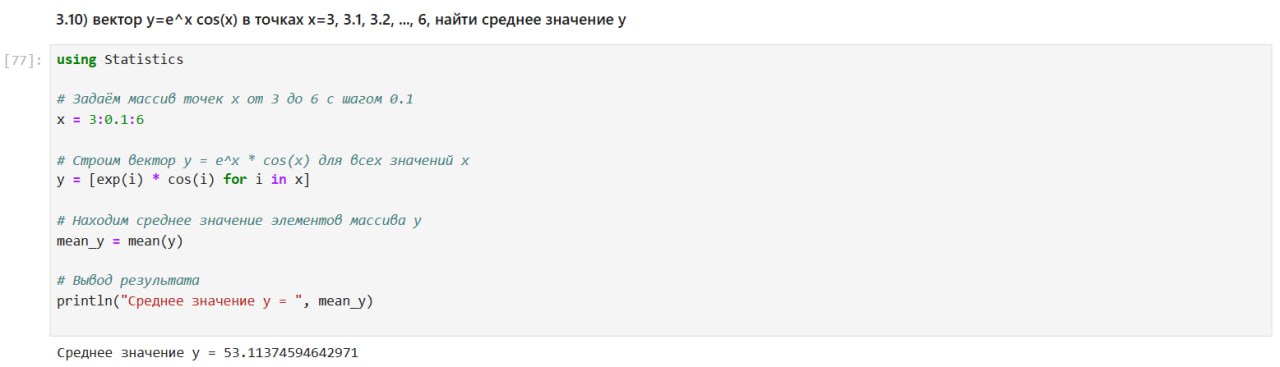 3.10) вектор y=e^x cos(x) в точках x=3, 3.1, 3.2, ..., 6, найти среднее значение y
[77]:
using Statistics
# Задаём массив точек x от 3 до 6 с шагом 0.1
x = 3:0.1:6
# Строим вектор y = e^x * cos(x) для всех значений x
y = [exp(i) * cos(i) for i in x]
# Находим среднее значение элементов массива y
mean_y = mean(y)
# Вывод результата
println("Среднее значение y = ", mean_y)
Среднее значение y = 53.11374594642971